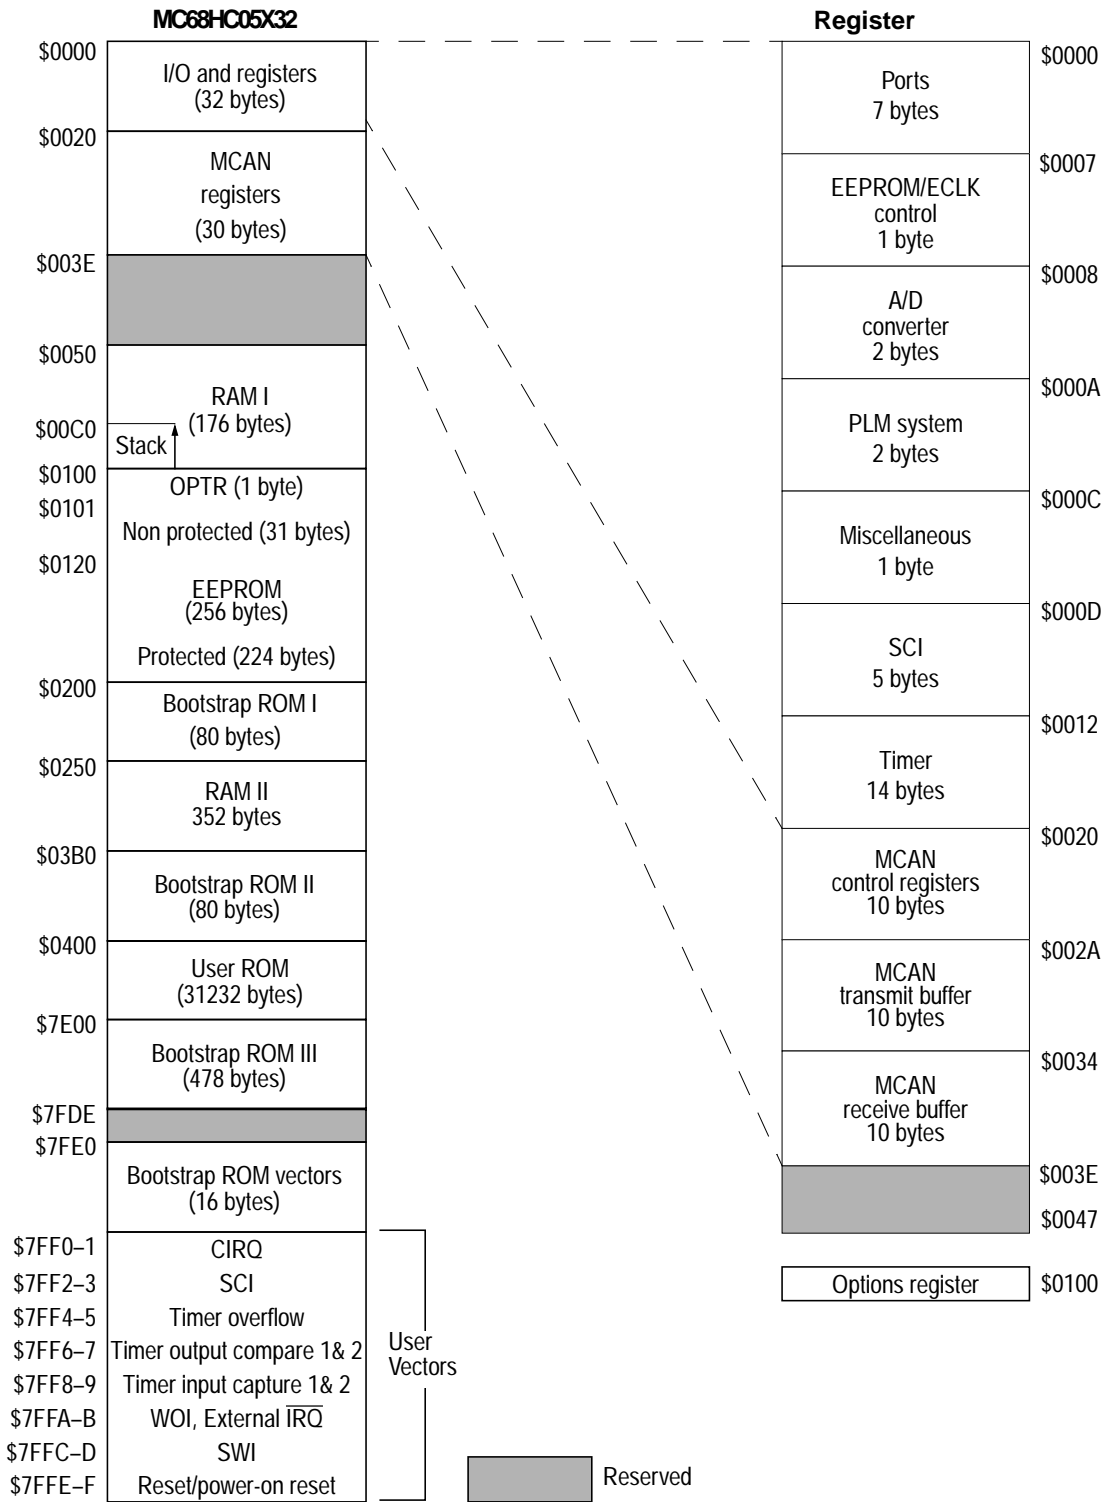 MC68HC05X32
$0000
I/O and registers
(32 bytes)
$0020
MCAN
registers
(30 bytes)
$003E
$0050
RAM I
(176 bytes)
$00C0
Stack
$0100
OPTR (1 byte)
$0101
Non protected (31 bytes)
$0120
EEPROM
(256 bytes)
Protected (224 bytes)
$0200
Bootstrap ROM I
(80 bytes)
$0250
RAM II
352 bytes
$03B0
Bootstrap ROM II
(80 bytes)
$0400
User ROM
(31232 bytes)
$7E00
Bootstrap ROM III
(478 bytes)
$7FDE
$7FE0
Bootstrap ROM vectors
(16 bytes)
$7FF0–1 CIRQ
$7FF2–3 SCI
$7FF4–5 Timer overflow
$7FF6–7 Timer output compare 1& 2
$7FF8–9 Timer input capture 1& 2
$7FFA–B WOI, External IRQ
$7FFC–D SWI
$7FFE–F Reset/power-on reset
User
Vectors
Reserved
Register
$0000
Ports
7 bytes
$0007
EEPROM/ECLK
control
1 byte
$0008
A/D
converter
2 bytes
$000A
PLM system
2 bytes
$000C
Miscellaneous
1 byte
$000D
SCI
5 bytes
$0012
Timer
14 bytes
$0020
MCAN
control registers
10 bytes
$002A
MCAN
transmit buffer
10 bytes
$0034
MCAN
receive buffer
10 bytes
$003E
$0047
Options register $0100